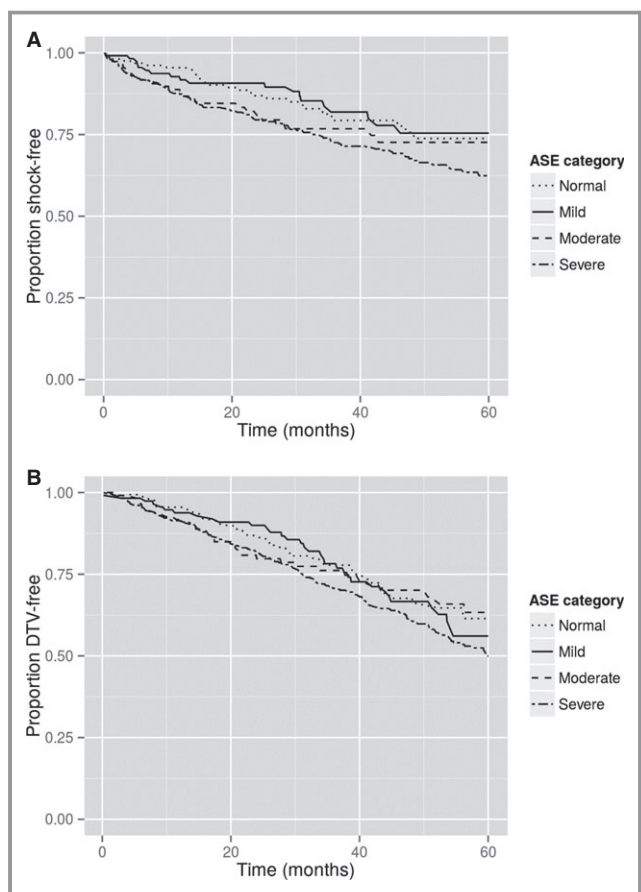 A
1.00
0.75
0.50
0.25
0.00
Proportion shock-free
0 20 40 60
Time (months)
ASE category
Normal
Mild
Moderate
Severe
B
1.00
0.75
0.50
0.25
0.00
Proportion DTV-free
0 20 40 60
Time (months)
ASE category
Normal
Mild
Moderate
Severe